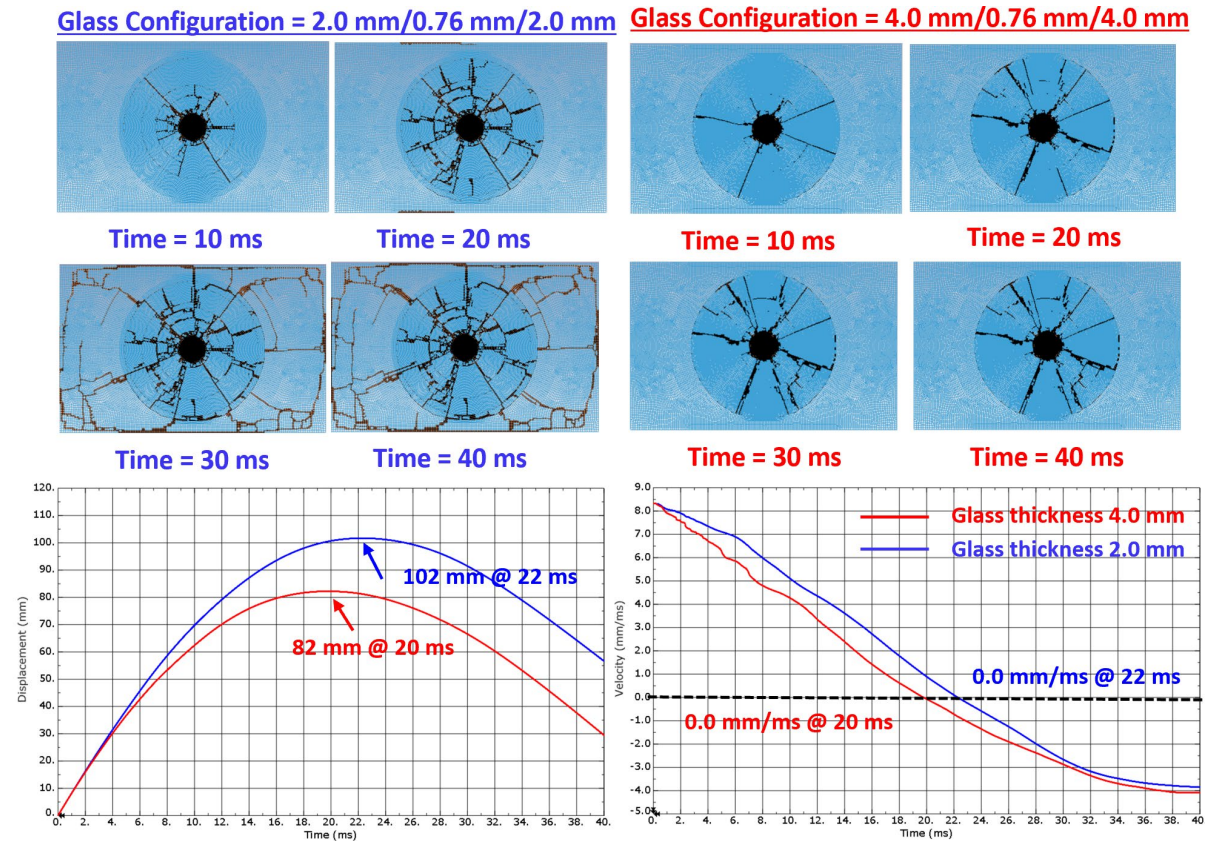 Glass Configuration = 2.0 mm/0.76 mm/2.0 mm
Glass Configuration = 4.0 mm/0.76 mm/4.0 mm
Time = 10 ms
Time = 20 ms
Time = 10 ms
Time = 20 ms
Time = 30 ms
Time = 40 ms
Time = 30 ms
Time = 40 ms
Displacement (mm)
120.
110.
100.
90.
80.
70.
60.
50.
40.
30.
20.
10.
0.
102 mm @ 22 ms
82 mm @ 20 ms
0. 2. 4. 6. 8. 10. 12. 14. 16. 18. 20. 22. 24. 26. 28. 30. 32. 34. 36. 38. 40.
Time (ms)
Velocity (mm/ms)
9.0
8.0
7.0
6.0
5.0
4.0
3.0
2.0
1.0
0.0
-1.0
-2.0
-3.0
-4.0
-5.0
Glass thickness 4.0 mm
Glass thickness 2.0 mm
0.0 mm/ms @ 22 ms
0.0 mm/ms @ 20 ms
0. 2. 4. 6. 8. 10. 12. 14. 16. 18. 20. 22. 24. 26. 28. 30. 32. 34. 36. 38. 40.
Time (ms)